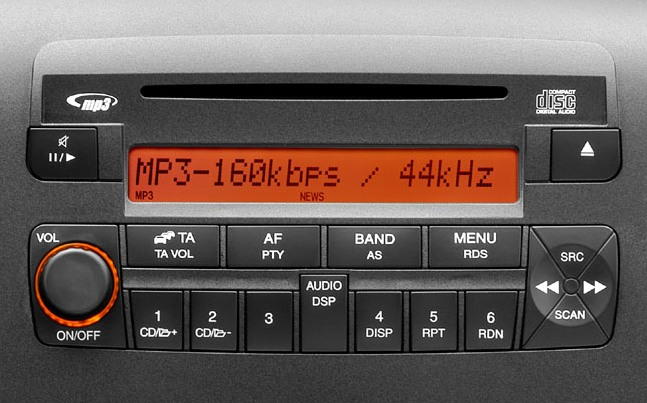 mp3
COMPACT
disc
DIGITAL AUDIO
MP3-160kbps / 44kHz
MP3 NEWS
VOL
TA
TA VOL
AF
PTY
BAND
AS
MENU
RDS
SRC
SCAN
AUDIO
DSP
1
CD/+
2
CD/-
3
4
DISP
5
RPT
6
RDN
ON/OFF